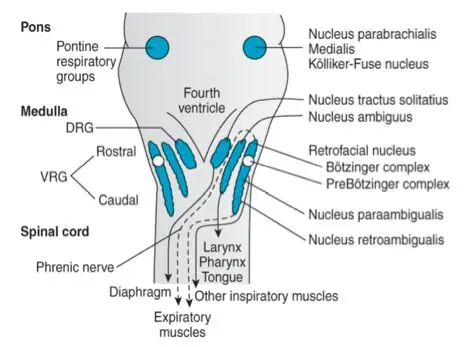 Pons
Pontine
respiratory
groups
Nucleus parabrachialis
Medialis
Kölliker-Fuse nucleus
Fourth
ventricle
Nucleus tractus solitatius
Nucleus ambiguus
Medulla
DRG
Rostral
VRG
Caudal
Retrofacial nucleus
Bötzinger complex
PreBötzinger complex
Nucleus paraambigualis
Nucleus retroambigualis
Spinal cord
Phrenic nerve
Larynx
Pharynx
Tongue
Diaphragm
Other inspiratory muscles
Expiratory
muscles